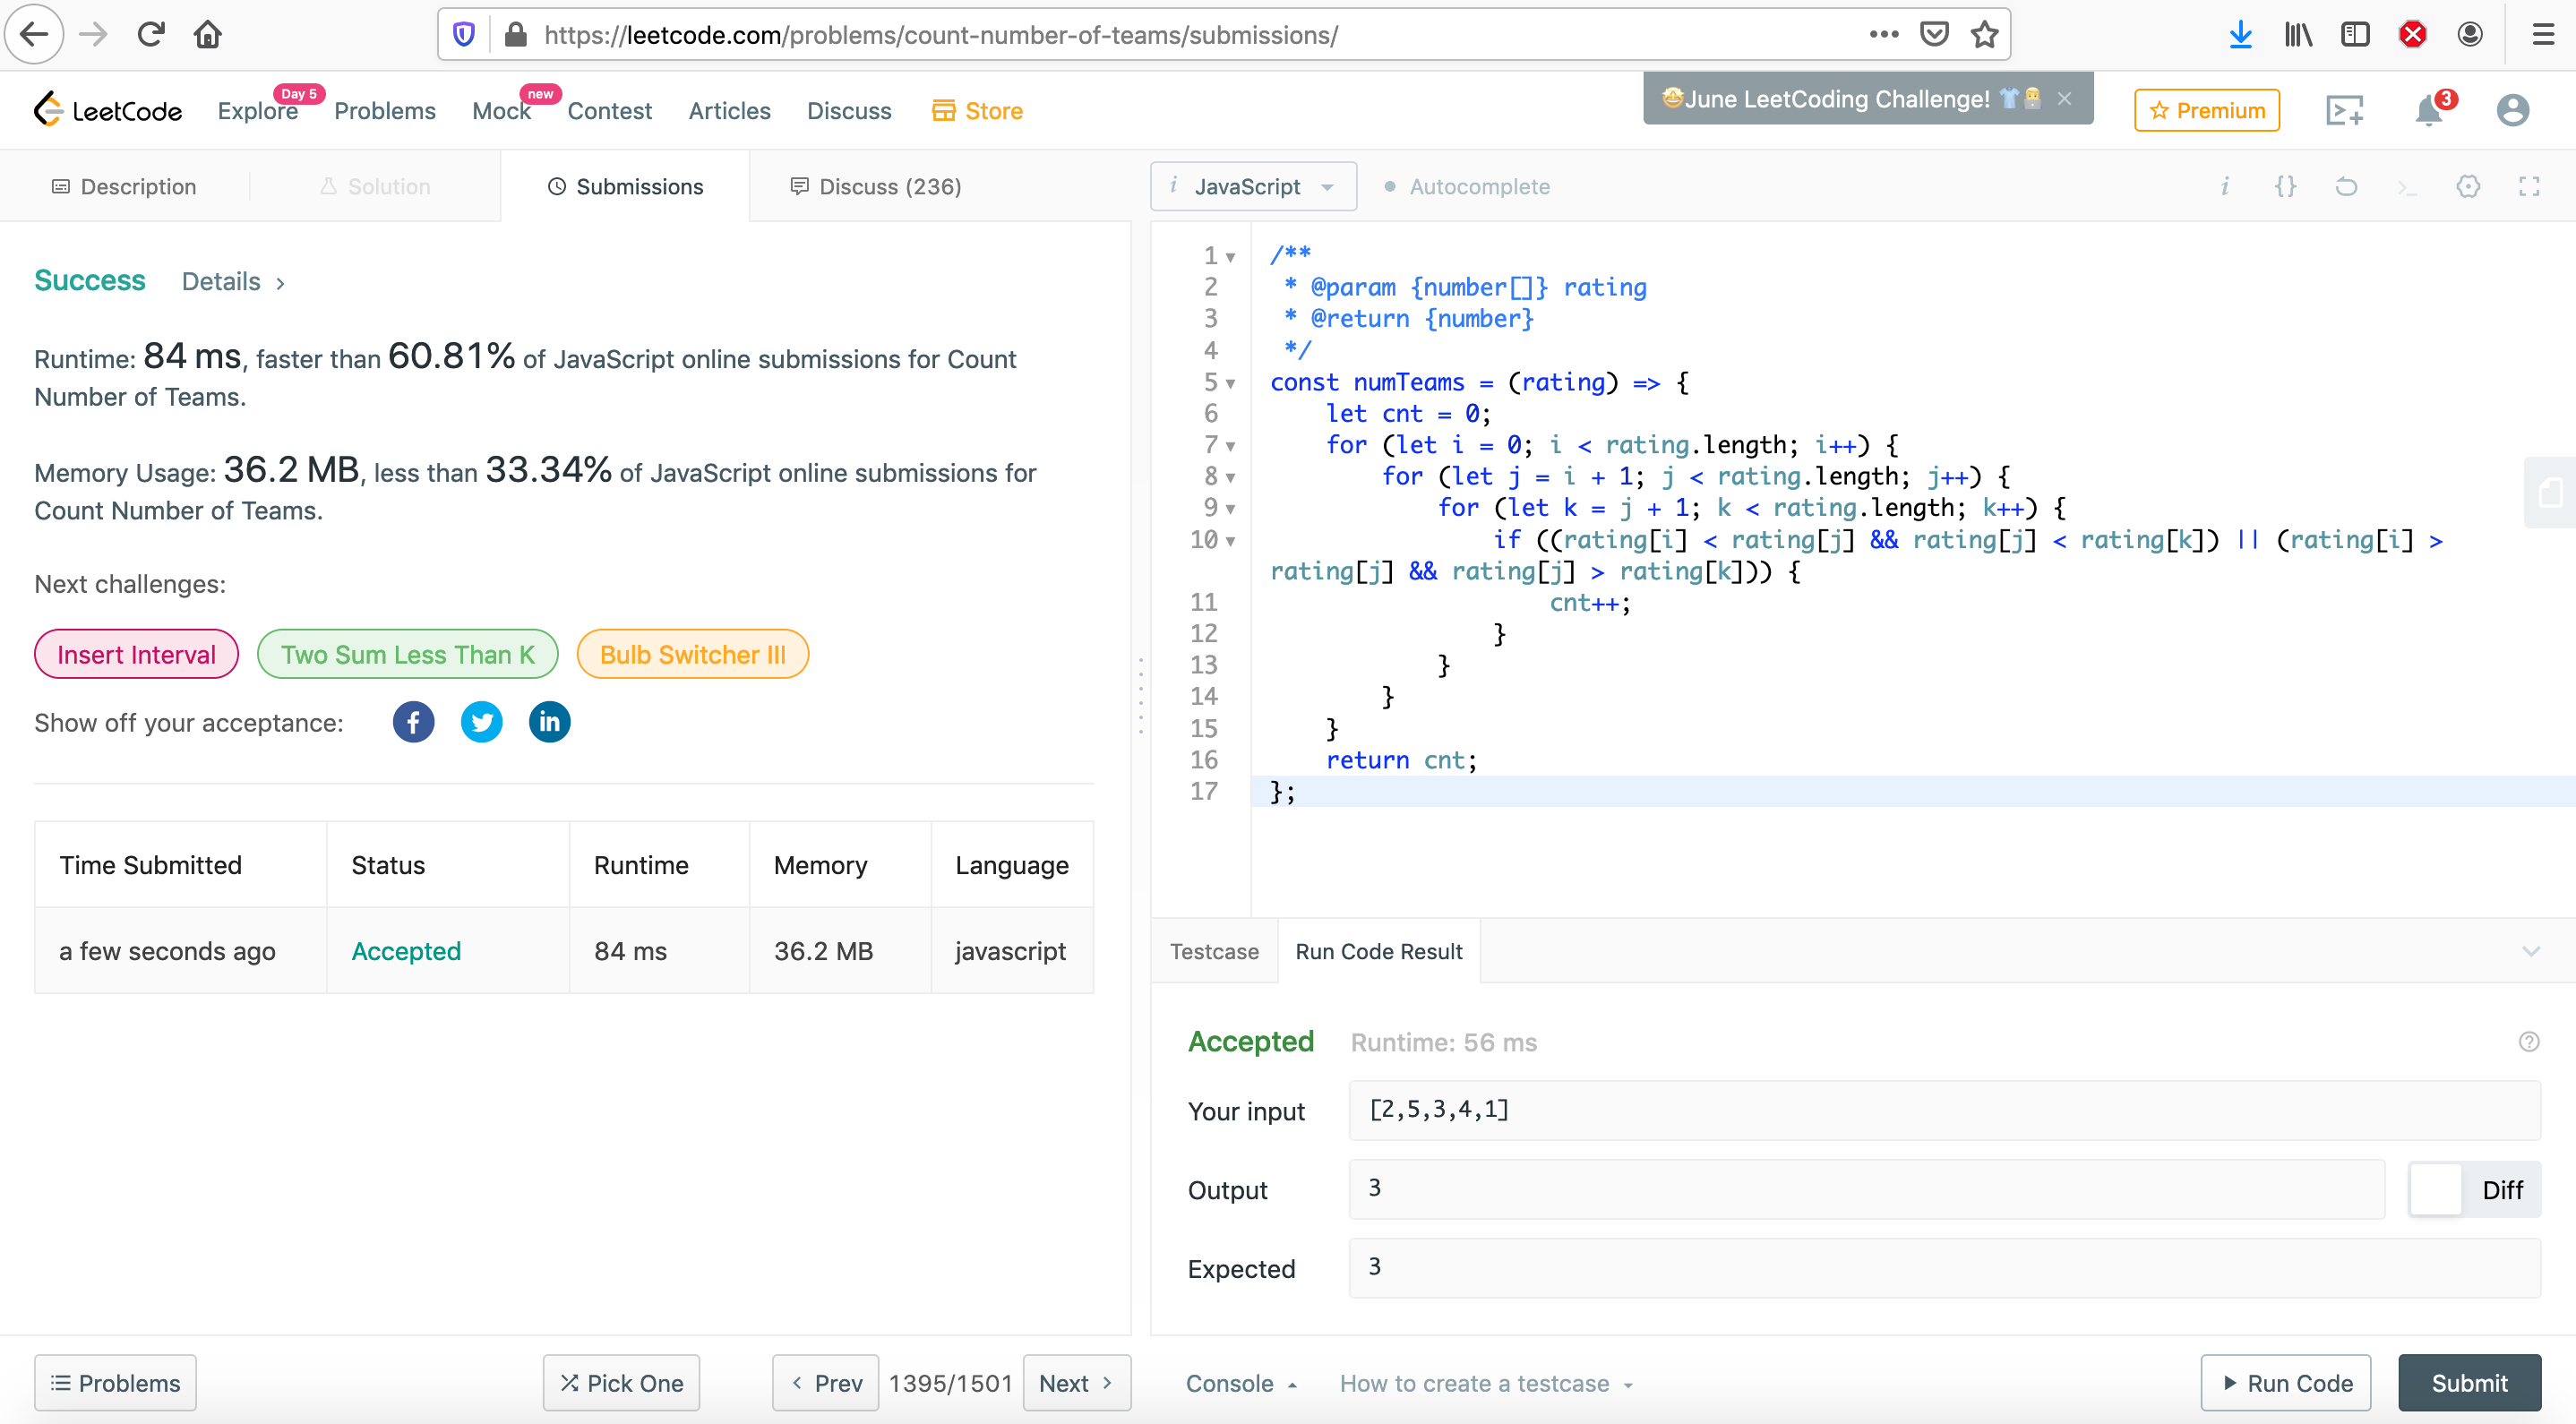 https://leetcode.com/problems/count-number-of-teams/submissions/
LeetCode
Explore
Day 5
Problems
Mock
new
Contest
Articles
Discuss
Store
🤩June LeetCoding Challenge! 👕👨‍💻 ×
Premium
3
Description
Solution
Submissions
Discuss (236)
i JavaScript
Autocomplete
Success Details >
Runtime: 84 ms, faster than 60.81% of JavaScript online submissions for Count
Number of Teams.
Memory Usage: 36.2 MB, less than 33.34% of JavaScript online submissions for
Count Number of Teams.
Next challenges:
Insert Interval
Two Sum Less Than K
Bulb Switcher III
Show off your acceptance:
Time Submitted Status Runtime Memory Language
a few seconds ago Accepted 84 ms 36.2 MB javascript
1 /**
2  * @param {number[]} rating
3  * @return {number}
4  */
5 const numTeams = (rating) => {
6     let cnt = 0;
7     for (let i = 0; i < rating.length; i++) {
8         for (let j = i + 1; j < rating.length; j++) {
9             for (let k = j + 1; k < rating.length; k++) {
10                 if ((rating[i] < rating[j] && rating[j] < rating[k]) || (rating[i] >
rating[j] && rating[j] > rating[k])) {
11                     cnt++;
12                 }
13             }
14         }
15     }
16     return cnt;
17 };
Testcase
Run Code Result
Accepted Runtime: 56 ms
Your input [2,5,3,4,1]
Output 3 Diff
Expected 3
Problems
Pick One
< Prev 1395/1501 Next >
Console
How to create a testcase
Run Code
Submit